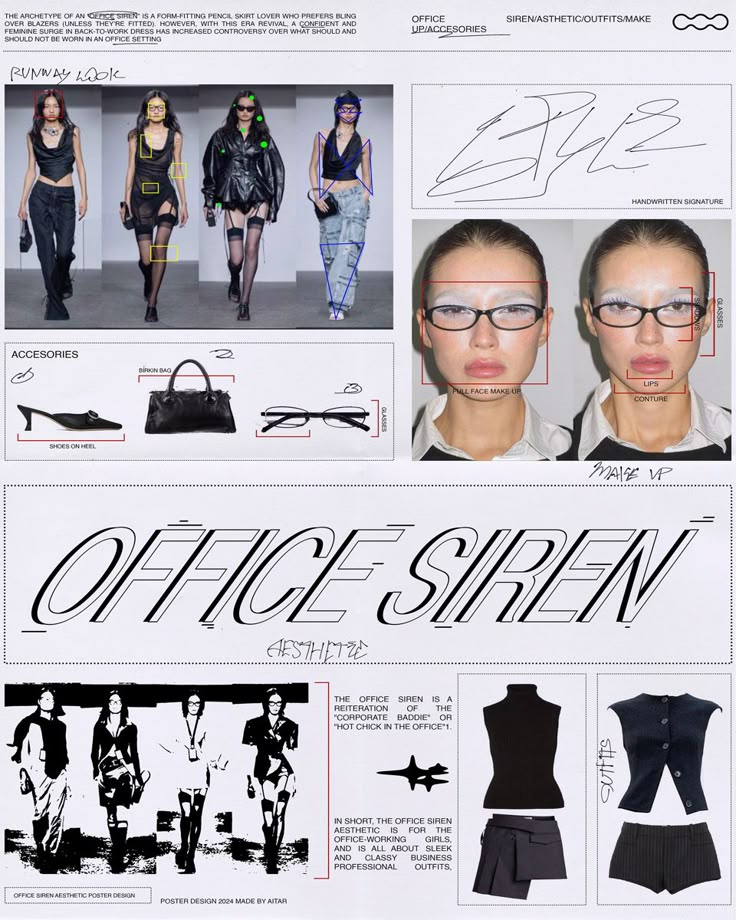 THE ARCHETYPE OF AN "OFFICE SIREN" IS A FORM-FITTING PENCIL SKIRT LOVER WHO PREFERS BLING
OVER BLAZERS (UNLESS THEY'RE FITTED). HOWEVER, WITH THIS ERA REVIVAL, A CONFIDENT AND
FEMININE SURGE IN BACK-TO-WORK DRESS HAS INCREASED CONTROVERSY OVER WHAT SHOULD AND
SHOULD NOT BE WORN IN AN OFFICE SETTING
OFFICE SIREN/ASTHETIC/OUTFITS/MAKE
UP/ACCESORIES
RUNWAY LOOK
HANDWRITTEN SIGNATURE
ACCESORIES
1
2
3
BIRKIN BAG
SHOES ON HEEL
GLASSES
FULL FACE MAKE UP
GLASSES
LIPS
CONTURE
MAKE UP
OFFICE SIREN
AESTHETIC
THE OFFICE SIREN IS A
REITERATION OF THE
"CORPORATE BADDIE" OR
"HOT CHICK IN THE OFFICE"1.
IN SHORT, THE OFFICE SIREN
AESTHETIC IS FOR THE
OFFICE-WORKING GIRLS,
AND IS ALL ABOUT SLEEK
AND CLASSY BUSINESS
PROFESSIONAL OUTFITS,
OUTFITS
OFFICE SIREN AESTHETIC POSTER DESIGN
POSTER DESIGN 2024 MADE BY AITAR